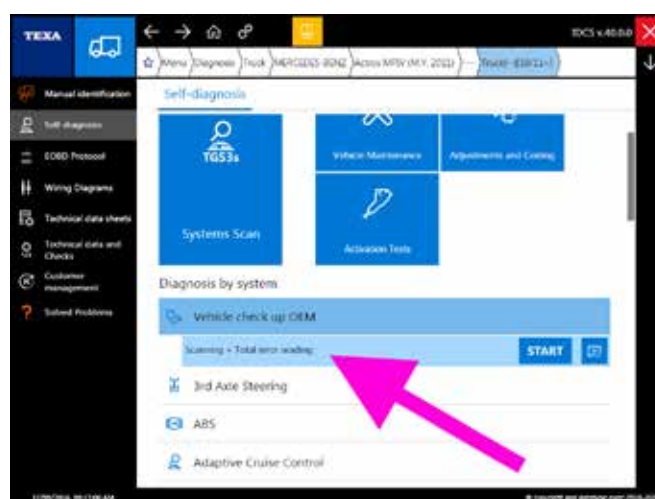 TEXA
IDC5 v.40.0.0
Menu Diagnosis Truck MERCEDES-BENZ Actros MP5V (M.Y. 2021)
Manual identification
Self-diagnosis
Self-diagnosis
EOBD Protocol
Wiring Diagrams
Technical data sheets
Technical data and
Checks
Customer
management
Solved Problems
TGS3s
Systems Scan
Vehicle Maintenance
Adjustments and Coding
Activation Tests
Diagnosis by system
Vehicle check up OEM
Scanning + Total error reading
START
3rd Axle Steering
ABS
Adaptive Cruise Control